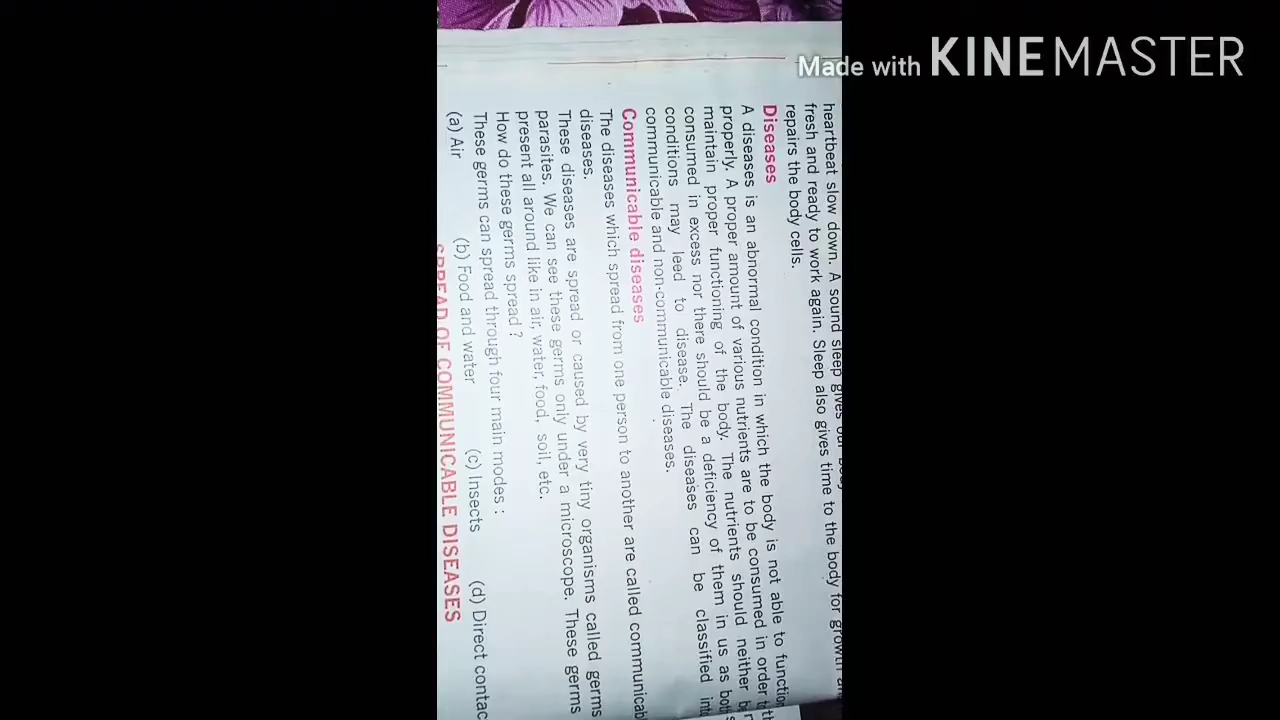 Made with KINEMASTER
heartbeat slow down. A sound sleep gives our
fresh and ready to work again. Sleep also gives time to the body for growth
repairs the body cells.
Diseases
A diseases is an abnormal condition in which the body is not able to function
properly. A proper amount of various nutrients are to be consumed in order to
maintain proper functioning of the body. The nutrients should neither be
consumed in excess nor there should be a deficiency of them in us as both
conditions may leed to disease. The diseases can be classified into
communicable and non-communicable diseases.
Communicable diseases
The diseases which spread from one person to another are called communicab
diseases.
These diseases are spread or caused by very tiny organisms called germs
parasites. We can see these germs only under a microscope. These germs
present all around like in air, water, food, soil, etc.
How do these germs spread ?
These germs can spread through four main modes :
(a) Air (b) Food and water (c) Insects (d) Direct contac
SPREAD OF COMMUNICABLE DISEASES